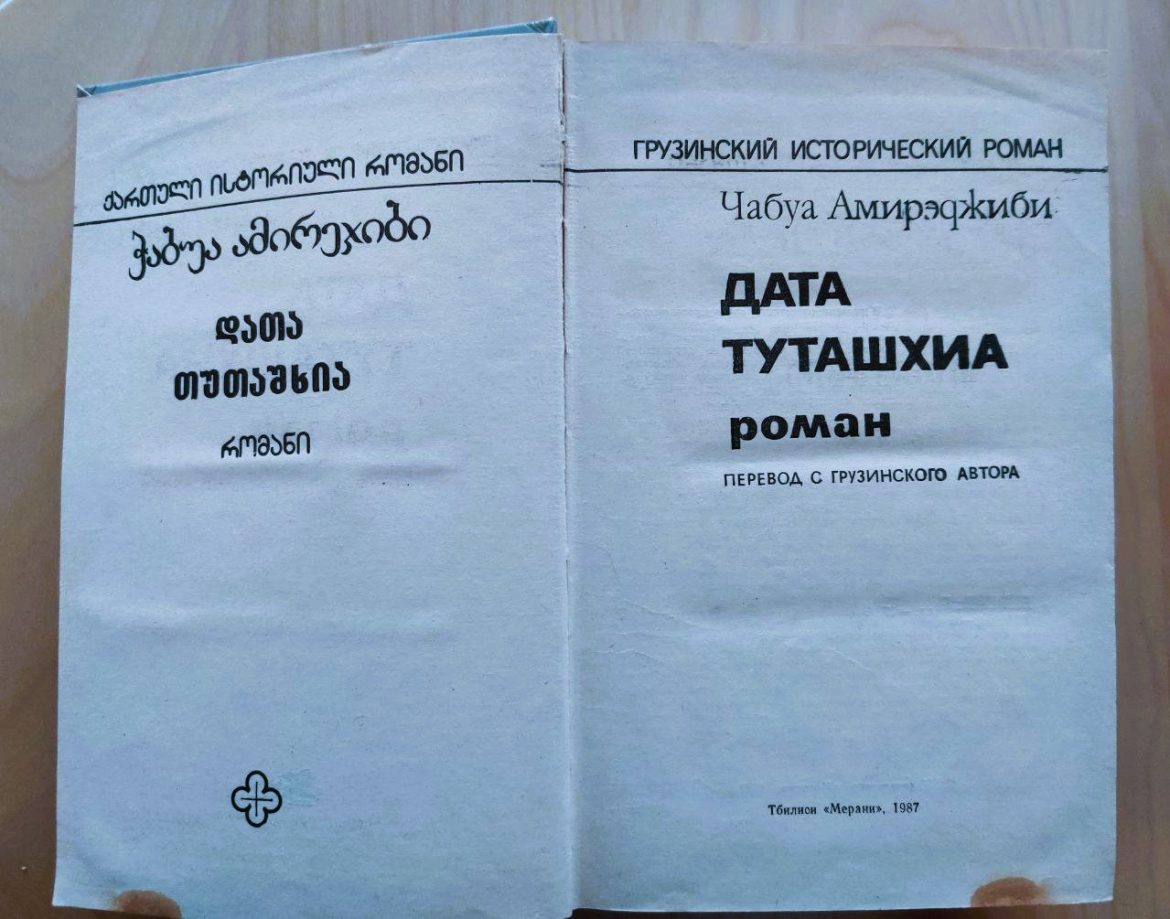 ქართული ისტორიული რომანი
ჭაბუა ამირეჯიბი
დათა
თუთაშხია
რომანი
ГРУЗИНСКИЙ ИСТОРИЧЕСКИЙ РОМАН
Чабуа Амирэджиби
ДАТА
ТУТАШХИА
роман
ПЕРЕВОД С ГРУЗИНСКОГО АВТОРА
Тбилиси «Мерани», 1987